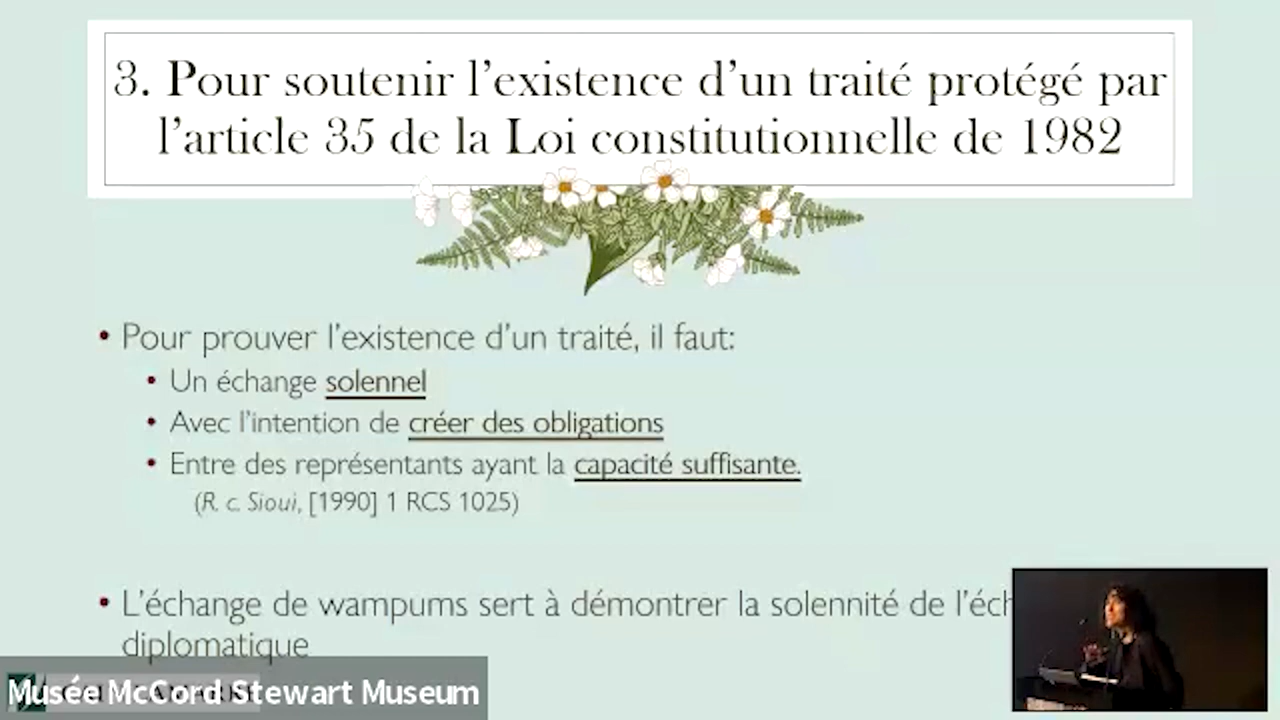 3. Pour soutenir l’existence d’un traité protégé par
l’article 35 de la Loi constitutionnelle de 1982
• Pour prouver l’existence d’un traité, il faut:
• Un échange solennel
• Avec l’intention de créer des obligations
• Entre des représentants ayant la capacité suffisante.
(R. c. Sioui, [1990] 1 RCS 1025)
• L’échange de wampums sert à démontrer la solennité de l’éch
diplomatique
Musée McCord Stewart Museum